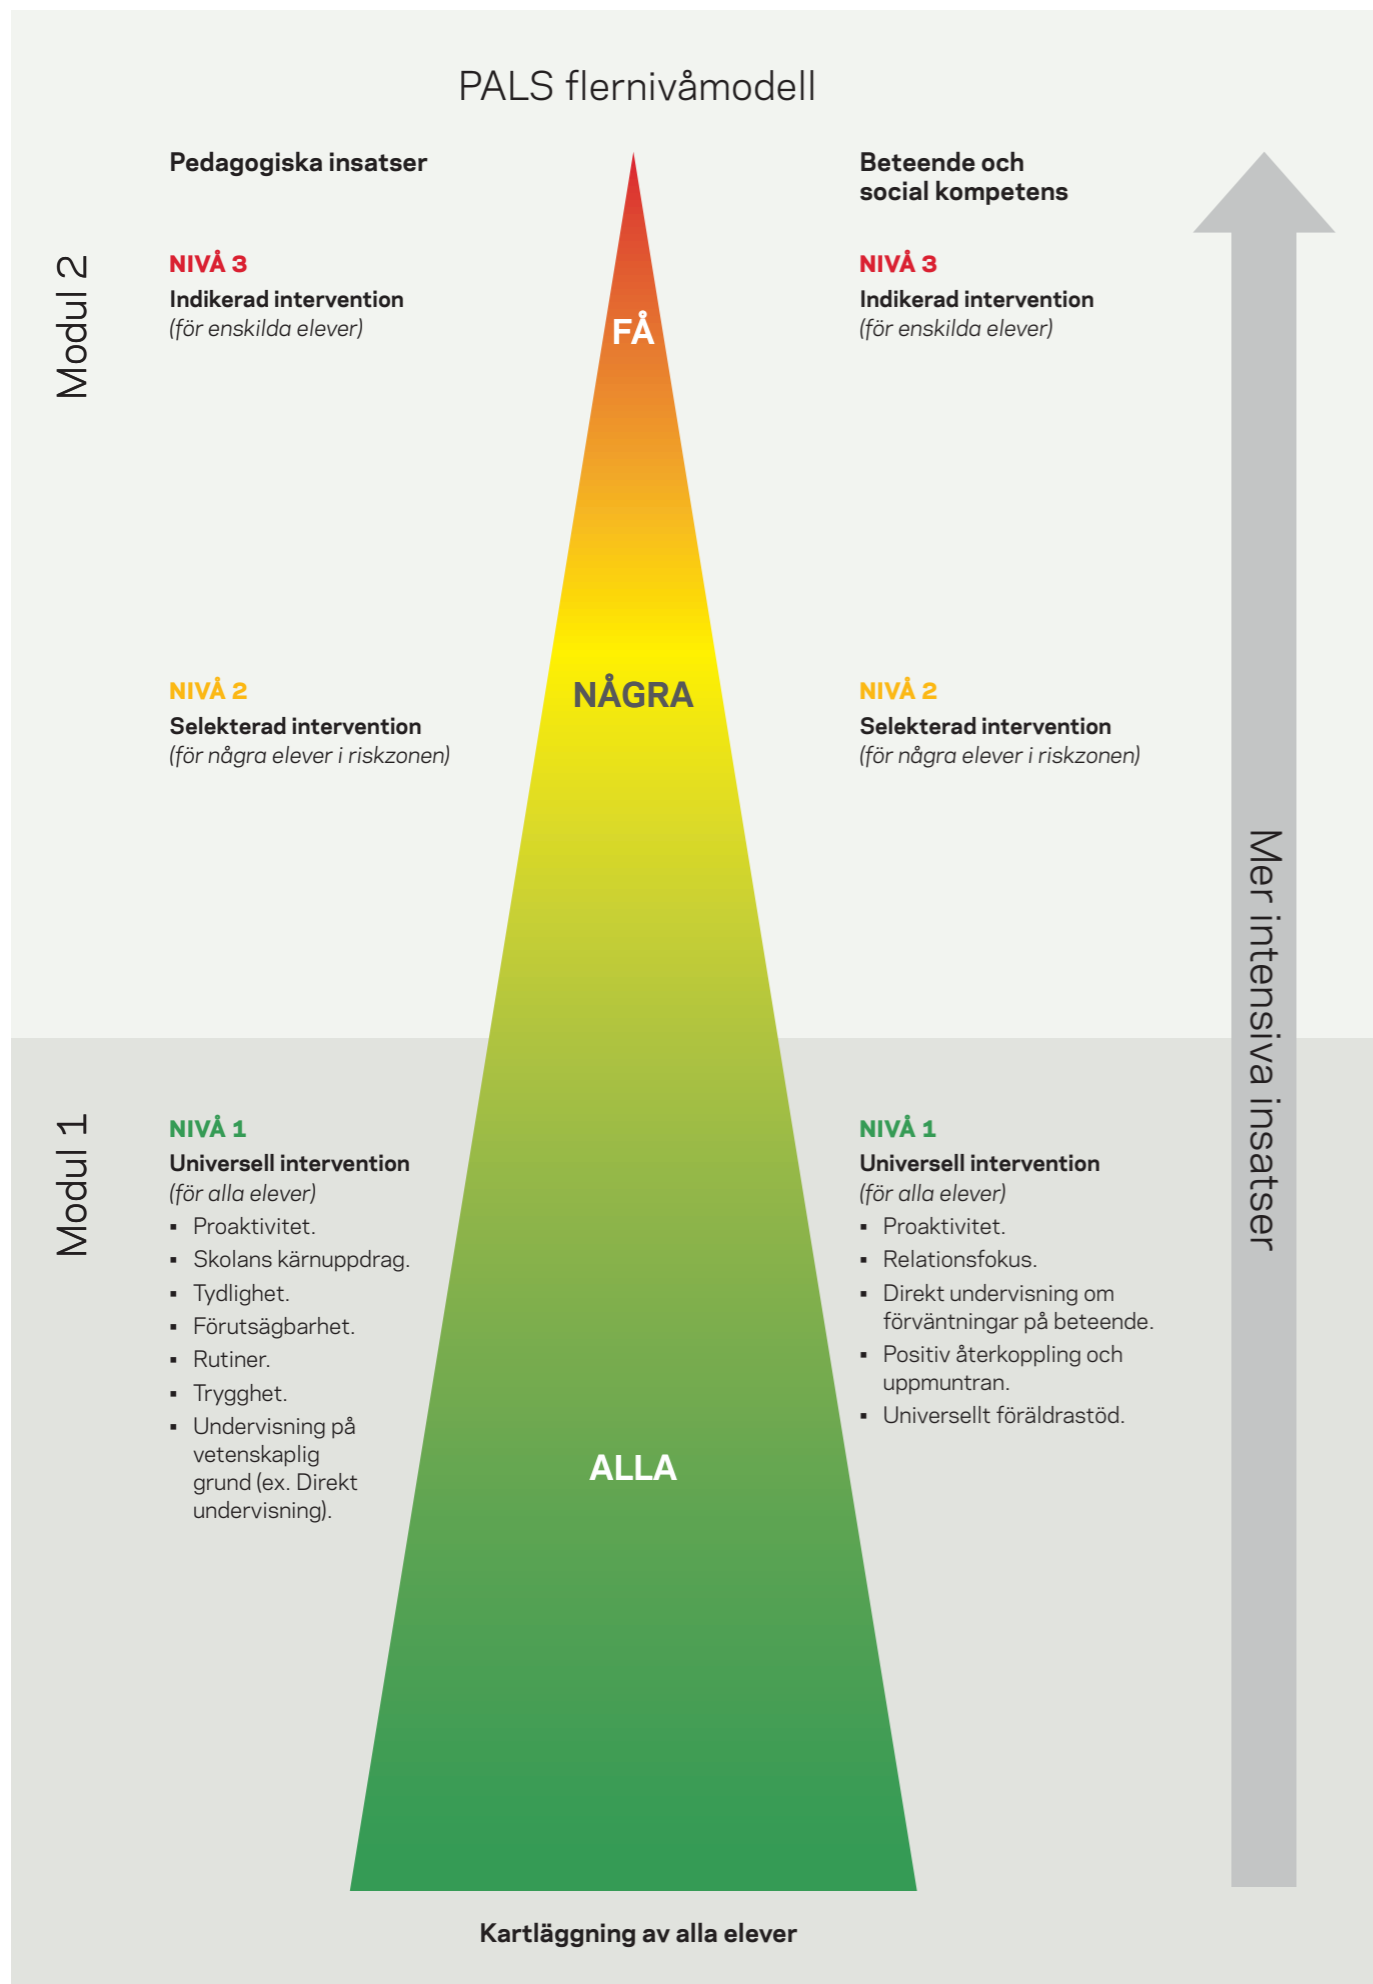 PALS flernivåmodell
Pedagogiska insatser
Beteende och
social kompetens
Modul 2
NIVÅ 3
Indikerad intervention
(för enskilda elever)
FÅ
NIVÅ 3
Indikerad intervention
(för enskilda elever)
NIVÅ 2
Selekterad intervention
(för några elever i riskzonen)
NÅGRA
NIVÅ 2
Selekterad intervention
(för några elever i riskzonen)
Mer intensiva insatser
Modul 1
NIVÅ 1
Universell intervention
(för alla elever)
▪ Proaktivitet.
▪ Skolans kärnuppdrag.
▪ Tydlighet.
▪ Förutsägbarhet.
▪ Rutiner.
▪ Trygghet.
▪ Undervisning på
vetenskaplig
grund (ex. Direkt
undervisning).
ALLA
NIVÅ 1
Universell intervention
(för alla elever)
▪ Proaktivitet.
▪ Relationsfokus.
▪ Direkt undervisning om
förväntningar på beteende.
▪ Positiv återkoppling och
uppmuntran.
▪ Universellt föräldrastöd.
Kartläggning av alla elever